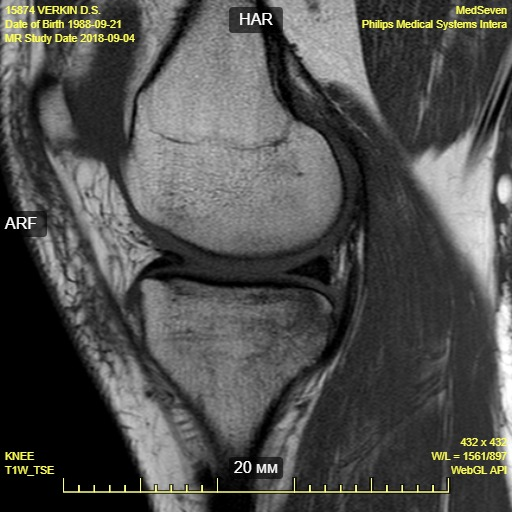 15874 VERKIN D.S.
Date of Birth 1988-09-21
MR Study Date 2018-09-04
HAR
MedSeven
Philips Medical Systems Intera
ARF
KNEE
T1W_TSE
20 мм
432 x 432
W/L = 1561/897
WebGL API